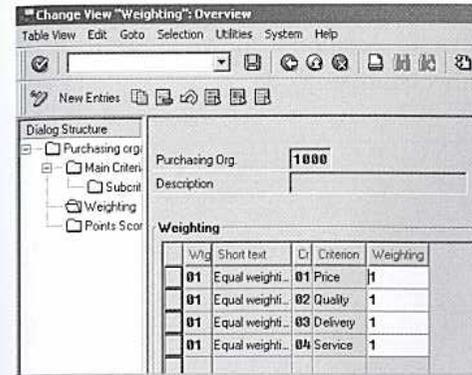 Change View "Weighting": Overview
Table View Edit Goto Selection Utilities System Help
New Entries
Dialog Structure
Purchasing orga
Main Criteri
Subcrit
Weighting
Points Scor
Purchasing Org. 1000
Description
Weighting
Wtg Short text Cr Criterion Weighting
01 Equal weighti... 01 Price 1
01 Equal weighti... 02 Quality 1
01 Equal weighti... 03 Delivery 1
01 Equal weighti... 04 Service 1